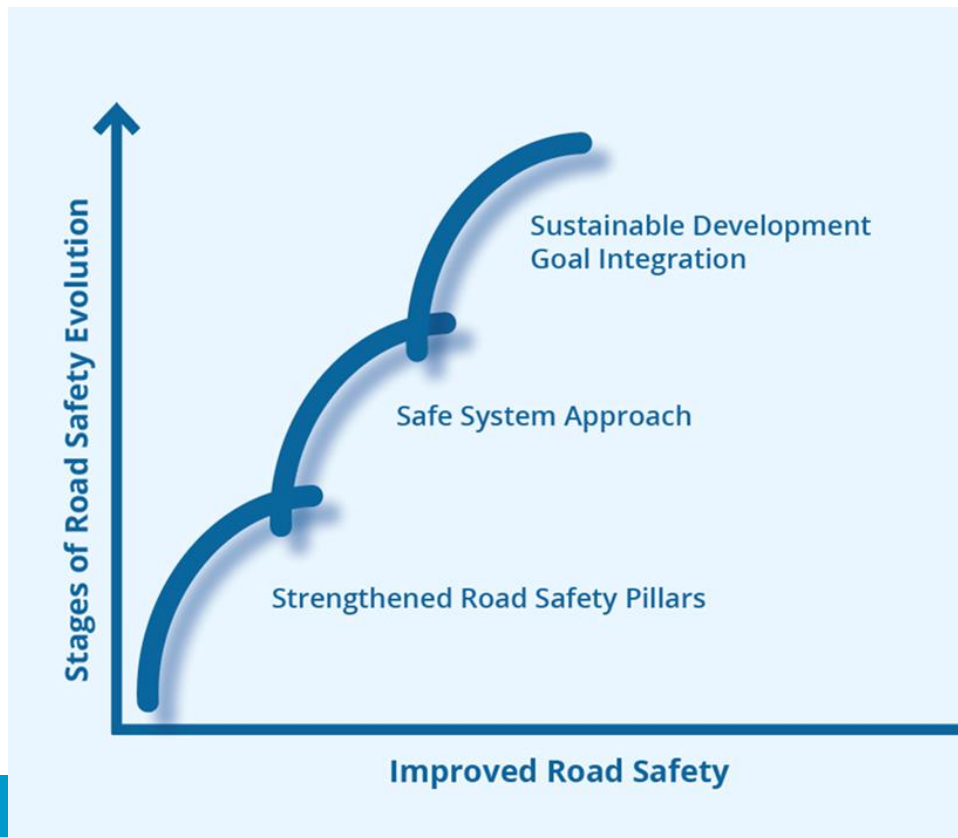 Stages of Road Safety Evolution
Sustainable Development
Goal Integration
Safe System Approach
Strengthened Road Safety Pillars
Improved Road Safety